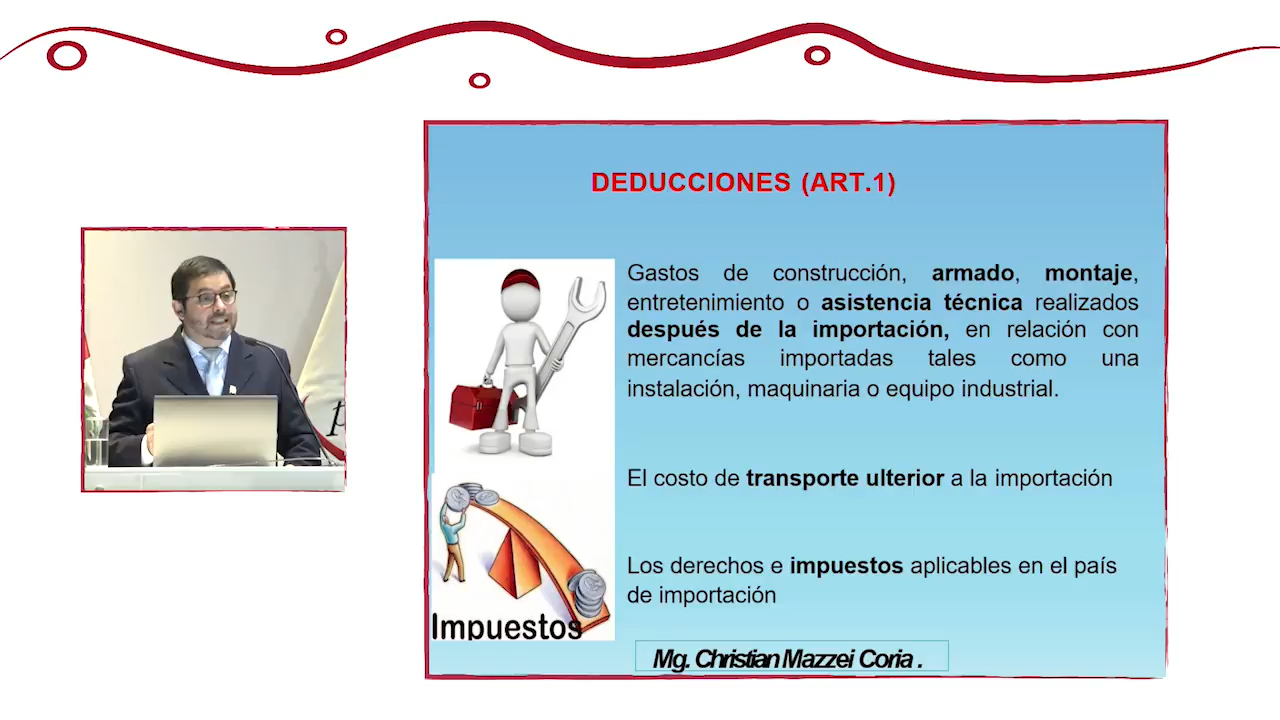 DEDUCCIONES (ART.1)
Gastos de construcción, armado, montaje,
entretenimiento o asistencia técnica realizados
después de la importación, en relación con
mercancías importadas tales como una
instalación, maquinaria o equipo industrial.
El costo de transporte ulterior a la importación
Los derechos e impuestos aplicables en el país
de importación
Impuestos
Mg. Christian Mazzei Coria .